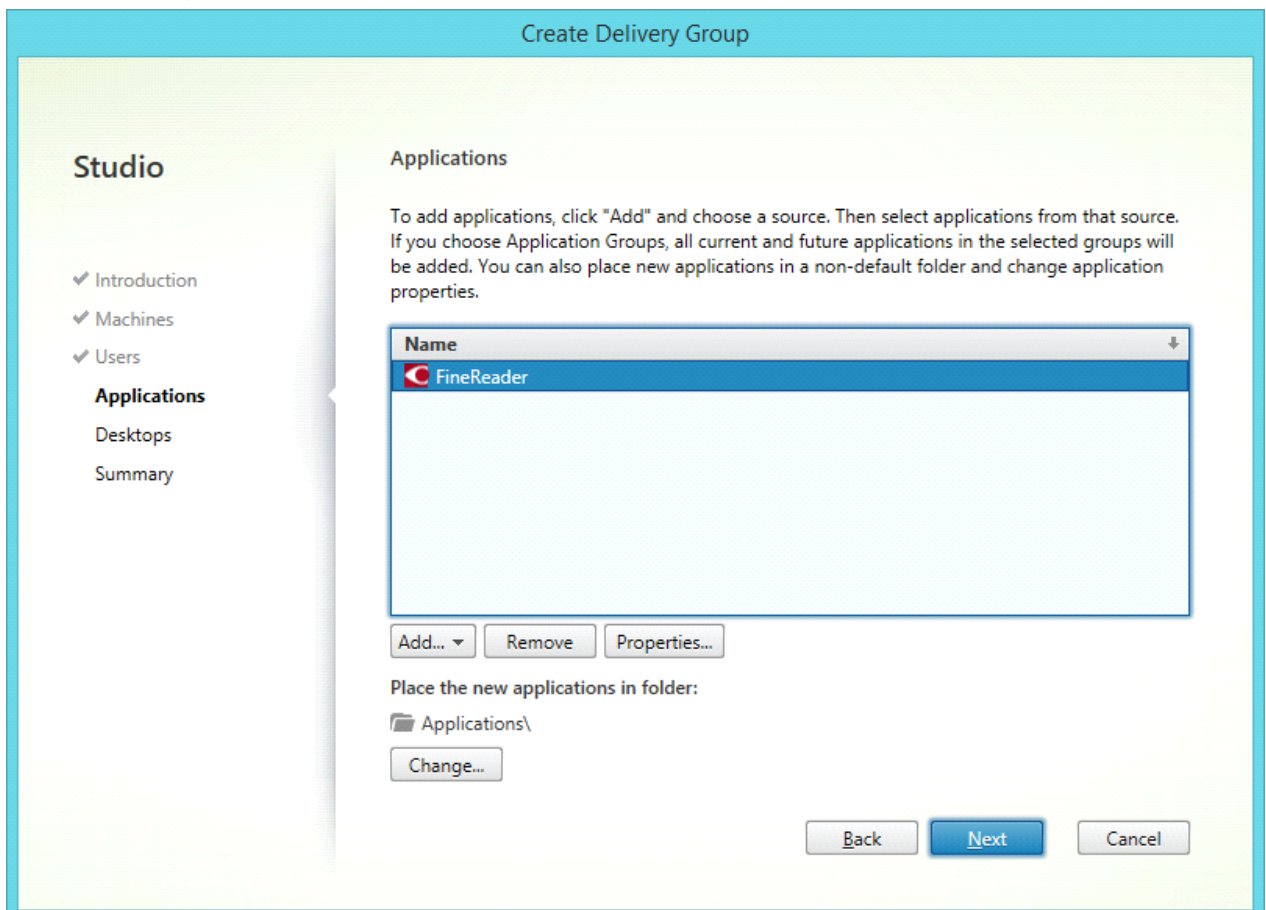 Create Delivery Group
Studio
Introduction
Machines
Users
Applications
Desktops
Summary
Applications
To add applications, click "Add" and choose a source. Then select applications from that source.
If you choose Application Groups, all current and future applications in the selected groups will
be added. You can also place new applications in a non-default folder and change application
properties.
Name
FineReader
Add...
Remove
Properties...
Place the new applications in folder:
Applications\
Change...
Back
Next
Cancel